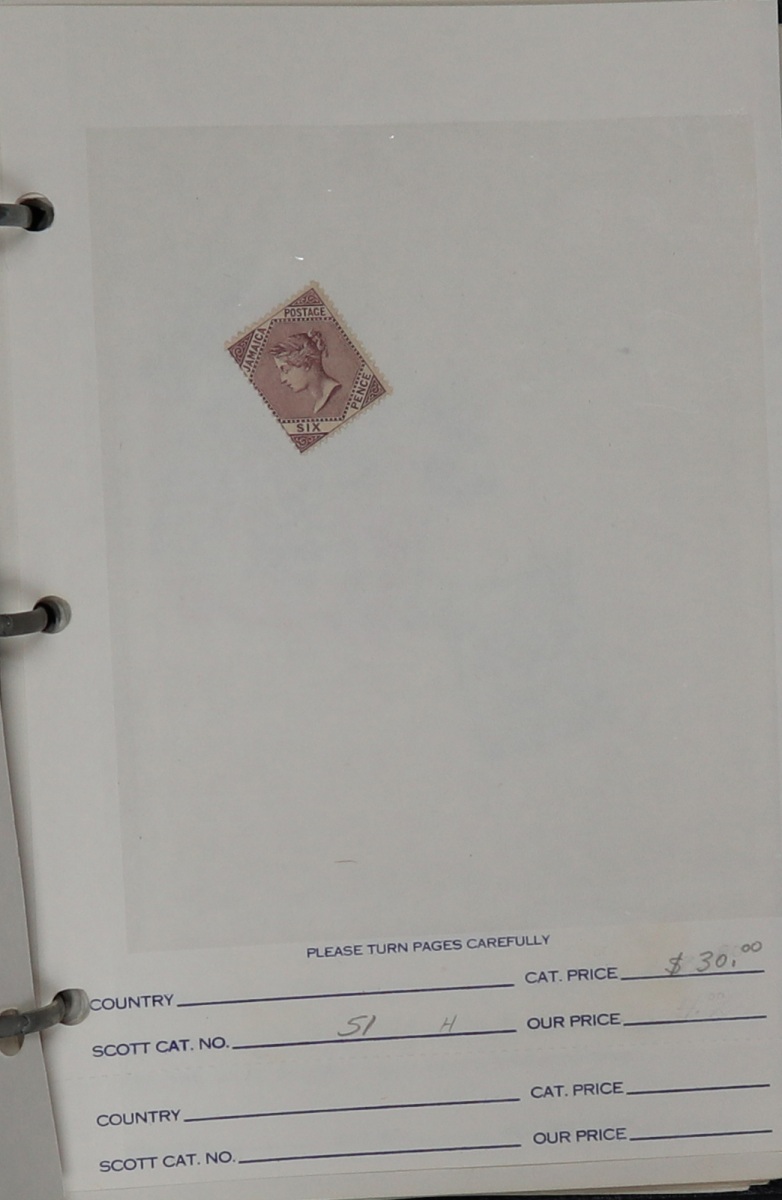 POSTAGE
JAMAICA
SIX
PENCE
PLEASE TURN PAGES CAREFULLY
COUNTRY
CAT. PRICE $ 30.00
SCOTT CAT. NO. 51 H
OUR PRICE
COUNTRY
CAT. PRICE
SCOTT CAT. NO.
OUR PRICE